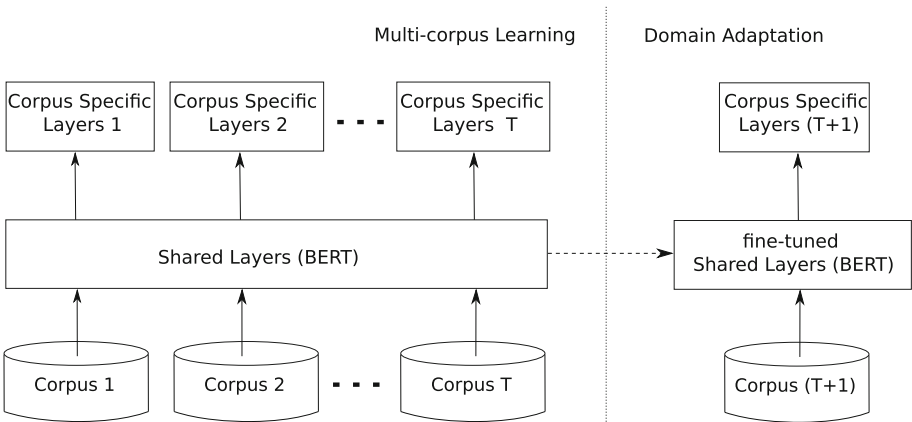 Multi-corpus Learning
Domain Adaptation
Corpus Specific
Layers 1
Corpus Specific
Layers 2
Corpus Specific
Layers T
Corpus Specific
Layers (T+1)
Shared Layers (BERT)
fine-tuned
Shared Layers (BERT)
Corpus 1
Corpus 2
Corpus T
Corpus (T+1)